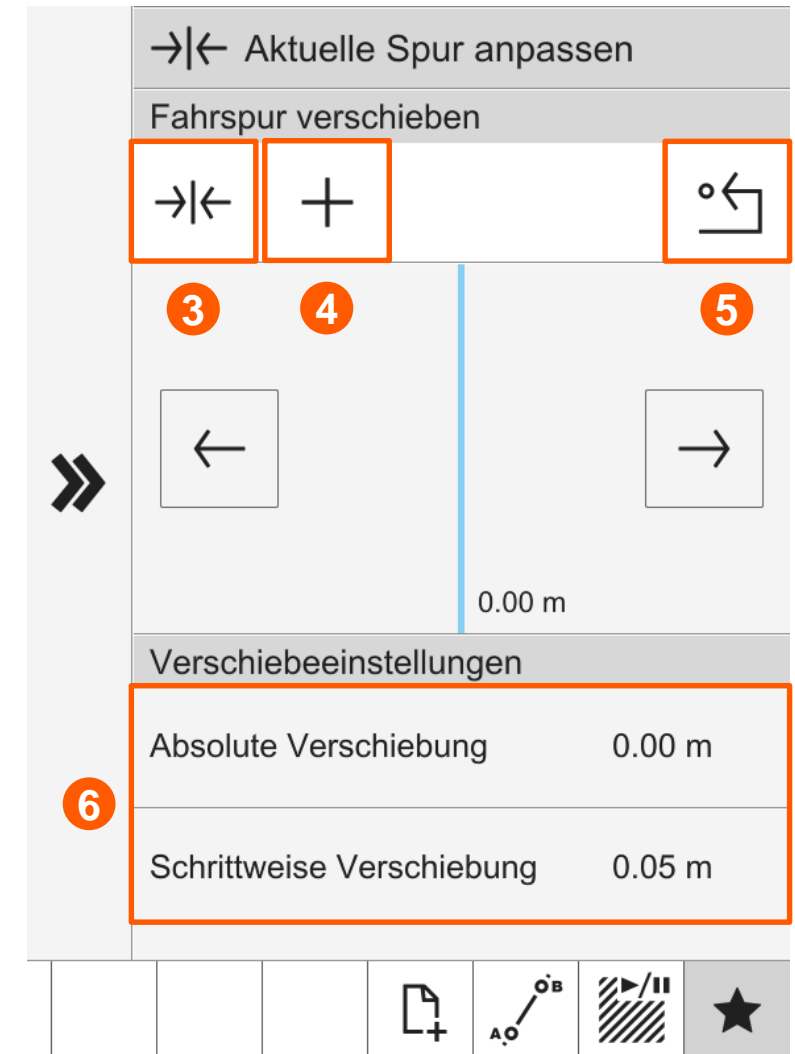 Aktuelle Spur anpassen
Fahrspur verschieben
3 4 5
0.00 m
Verschiebeeinstellungen
Absolute Verschiebung 0.00 m
6
Schrittweise Verschiebung 0.05 m
A B